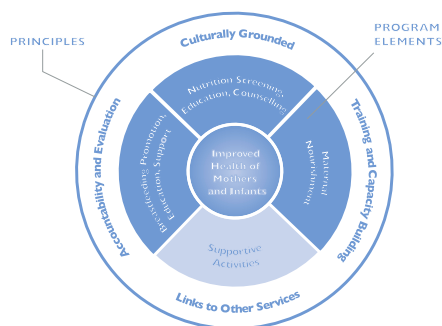 PRINCIPLES
PROGRAM
ELEMENTS
Culturally Grounded
Nutrition Screening,
Education, Counselling
Accountability and Evaluation
Breastfeeding Promotion,
Education, Support
Improved
Health of
Mothers
and Infants
Maternal
Nourishment
Training and Capacity Building
Supportive
Activities
Links to Other Services